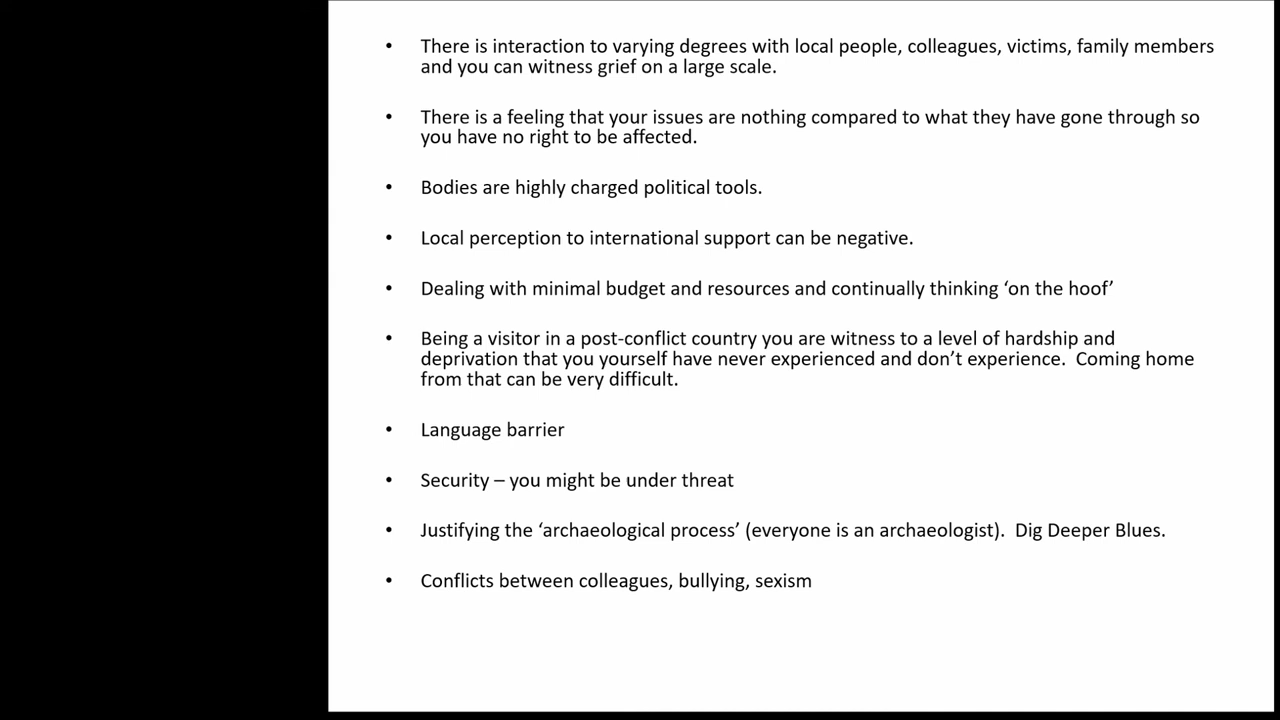 • There is interaction to varying degrees with local people, colleagues, victims, family members
and you can witness grief on a large scale.
• There is a feeling that your issues are nothing compared to what they have gone through so
you have no right to be affected.
• Bodies are highly charged political tools.
• Local perception to international support can be negative.
• Dealing with minimal budget and resources and continually thinking ‘on the hoof’
• Being a visitor in a post-conflict country you are witness to a level of hardship and
deprivation that you yourself have never experienced and don’t experience.  Coming home
from that can be very difficult.
• Language barrier
• Security – you might be under threat
• Justifying the ‘archaeological process’ (everyone is an archaeologist).  Dig Deeper Blues.
• Conflicts between colleagues, bullying, sexism